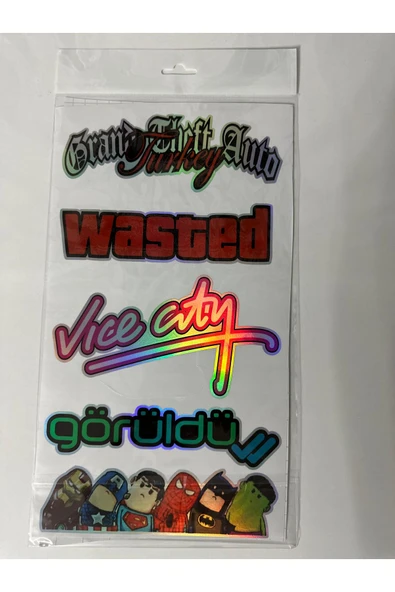 Grand Theft Auto
Turkey
wasted
Vice City
görüldü